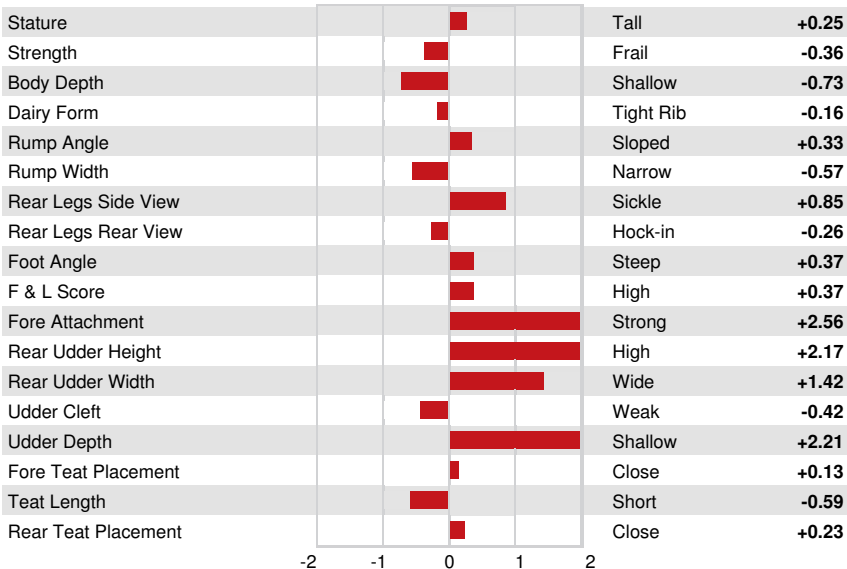 Stature Tall +0.25
Strength Frail -0.36
Body Depth Shallow -0.73
Dairy Form Tight Rib -0.16
Rump Angle Sloped +0.33
Rump Width Narrow -0.57
Rear Legs Side View Sickle +0.85
Rear Legs Rear View Hock-in -0.26
Foot Angle Steep +0.37
F & L Score High +0.37
Fore Attachment Strong +2.56
Rear Udder Height High +2.17
Rear Udder Width Wide +1.42
Udder Cleft Weak -0.42
Udder Depth Shallow +2.21
Fore Teat Placement Close +0.13
Teat Length Short -0.59
Rear Teat Placement Close +0.23
-2 -1 0 1 2